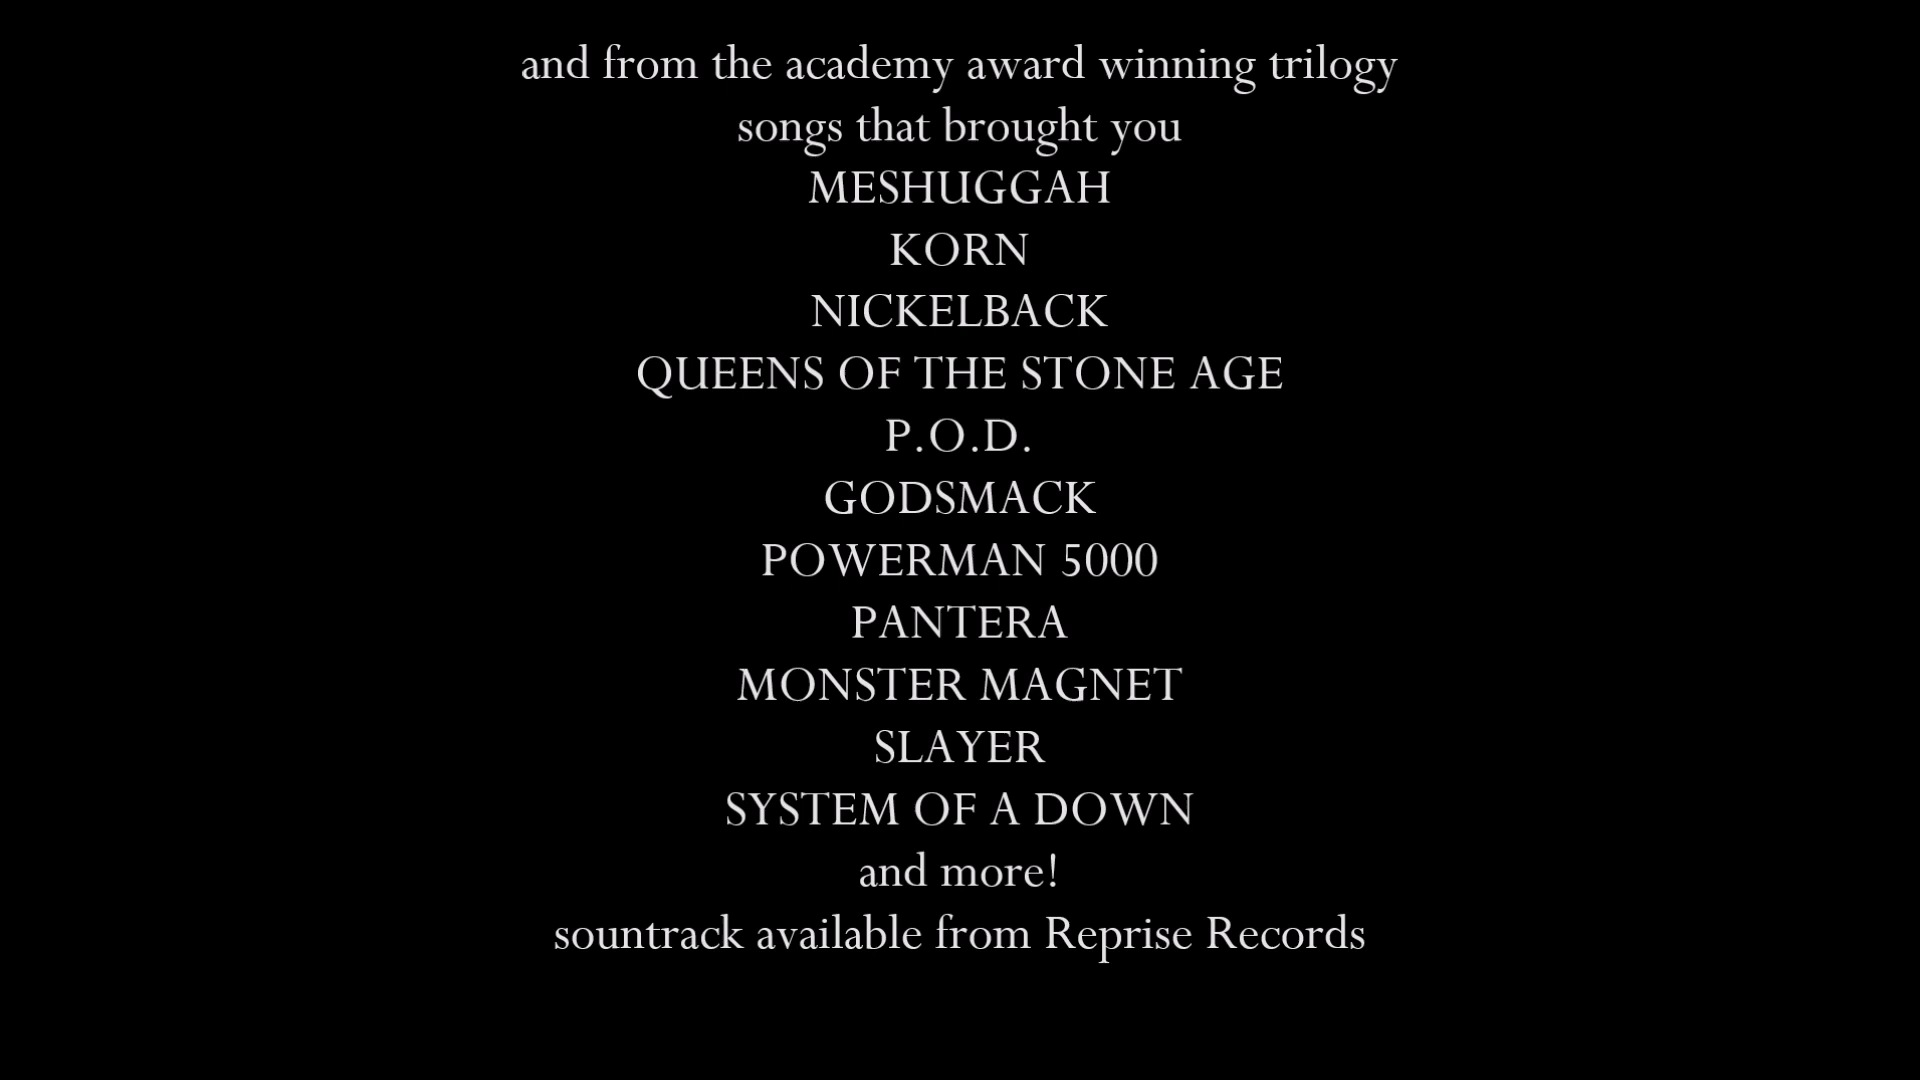 and from the academy award winning trilogy
songs that brought you
MESHUGGAH
KORN
NICKELBACK
QUEENS OF THE STONE AGE
P.O.D.
GODSMACK
POWERMAN 5000
PANTERA
MONSTER MAGNET
SLAYER
SYSTEM OF A DOWN
and more!
sountrack available from Reprise Records